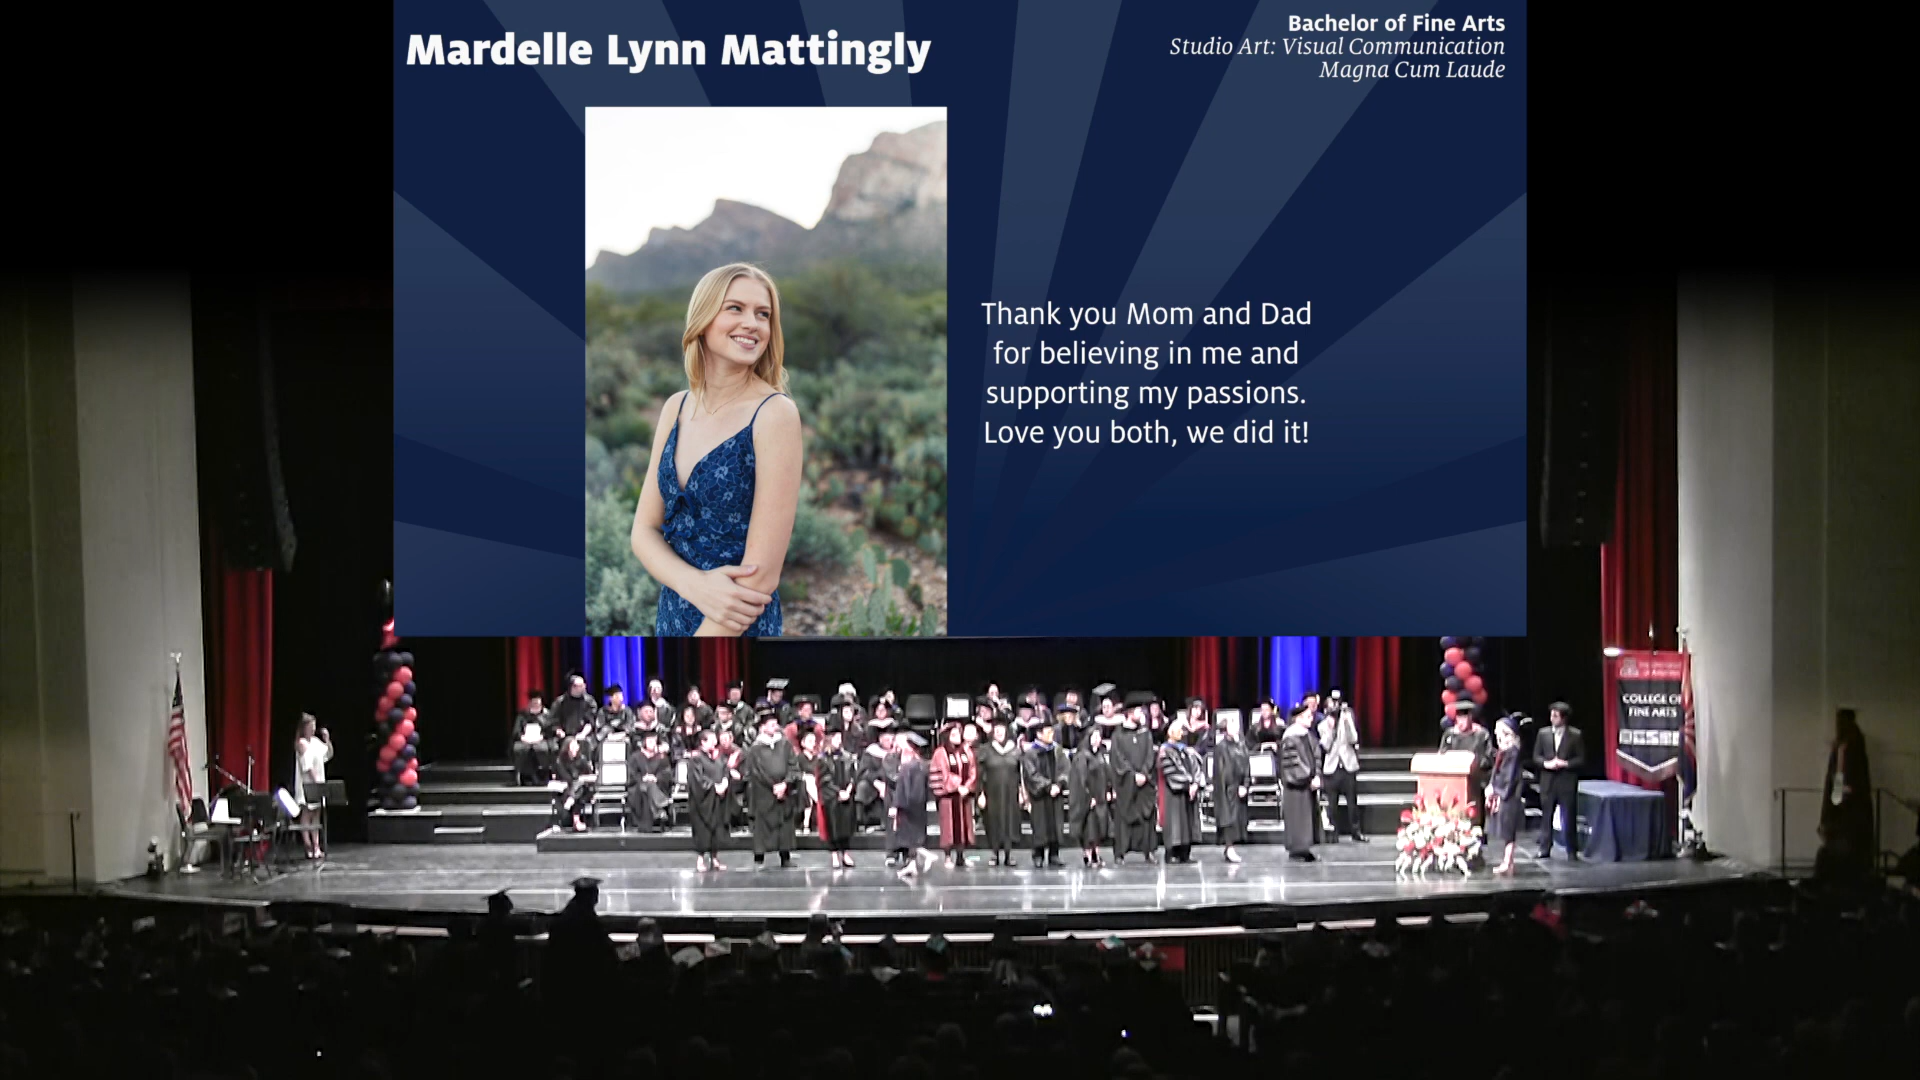 Mardelle Lynn Mattingly
Bachelor of Fine Arts
Studio Art: Visual Communication
Magna Cum Laude
Thank you Mom and Dad
for believing in me and
supporting my passions.
Love you both, we did it!
COLLEGE OF
FINE ARTS